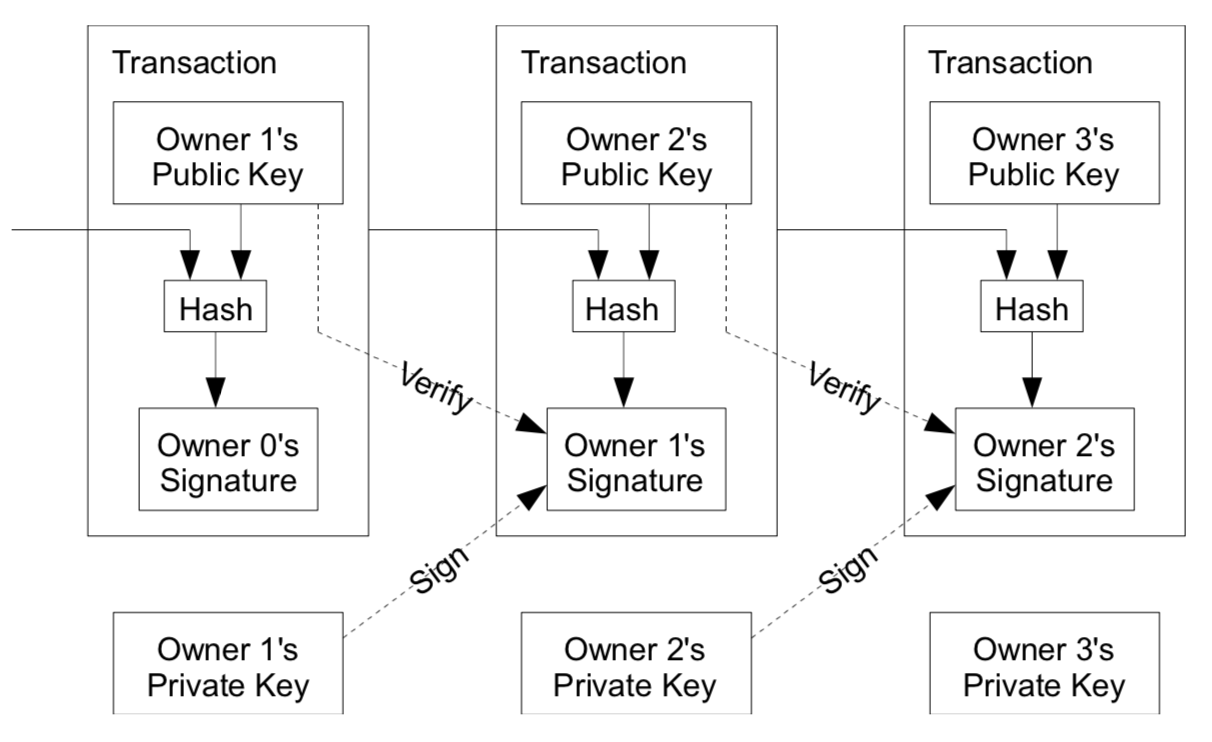 Transaction
Owner 1's
Public Key
Hash
Owner 0's
Signature
Transaction
Owner 2's
Public Key
Hash
Verify
Owner 1's
Signature
Transaction
Owner 3's
Public Key
Hash
Verify
Owner 2's
Signature
Sign
Sign
Owner 1's
Private Key
Owner 2's
Private Key
Owner 3's
Private Key